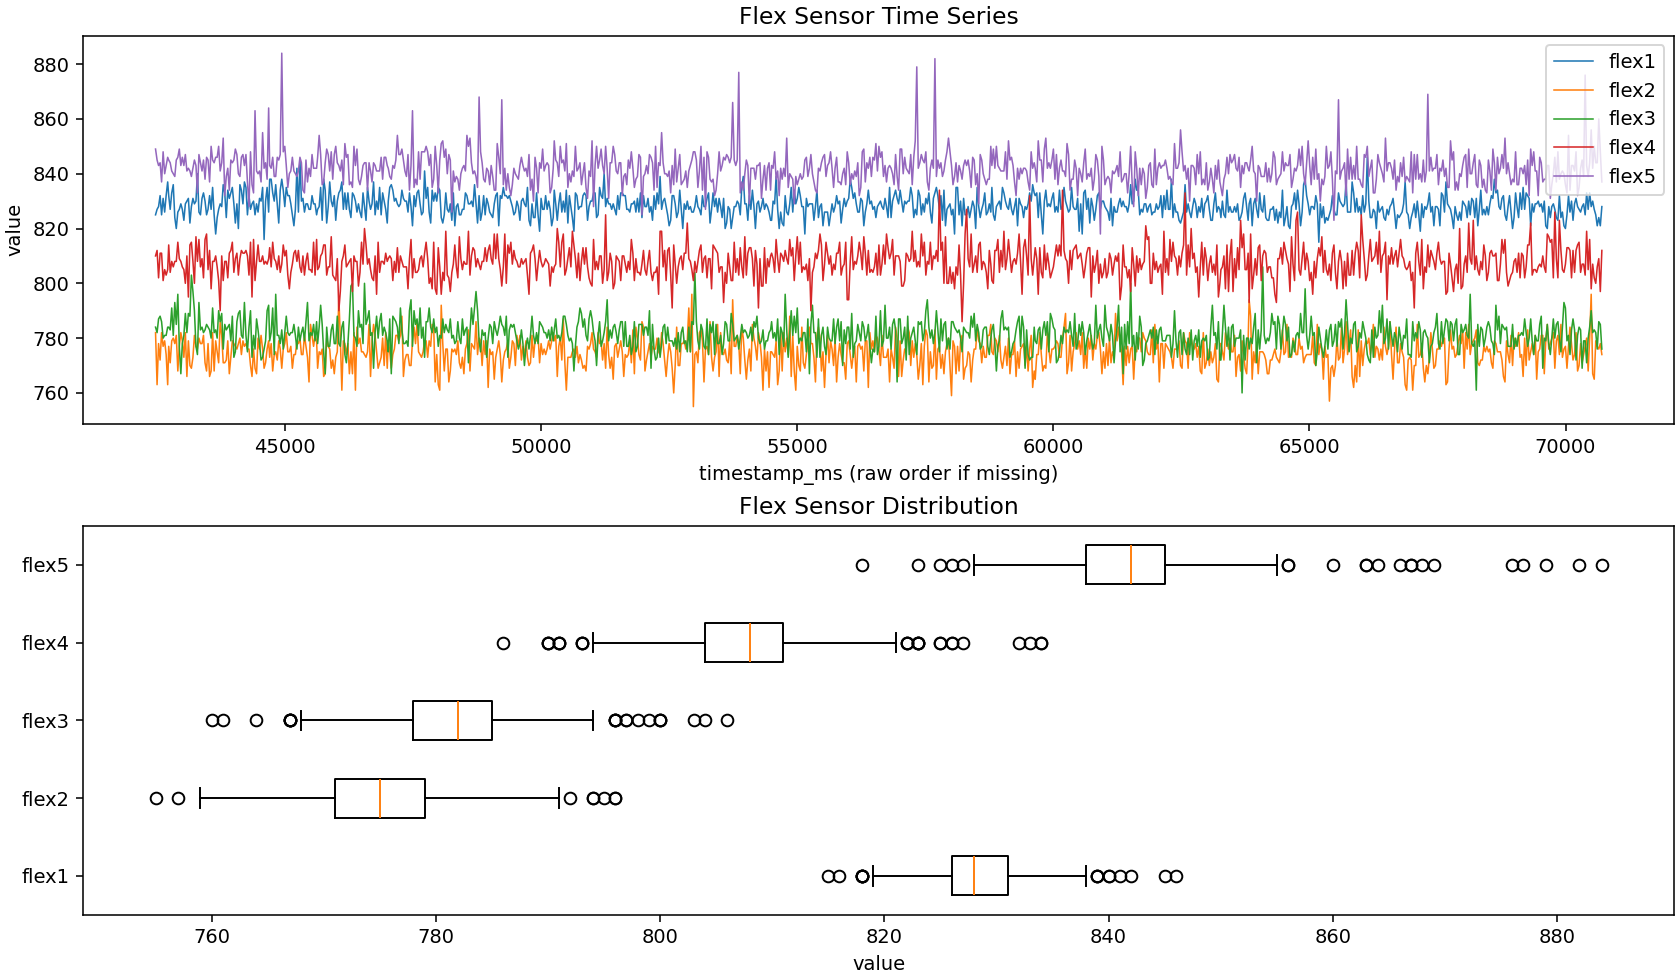 Flex Sensor Time Series
value
880
860
840
820
800
780
760
flex1
flex2
flex3
flex4
flex5
45000 50000 55000 60000 65000 70000
timestamp_ms (raw order if missing)
Flex Sensor Distribution
flex5
flex4
flex3
flex2
flex1
760 780 800 820 840 860 880
value